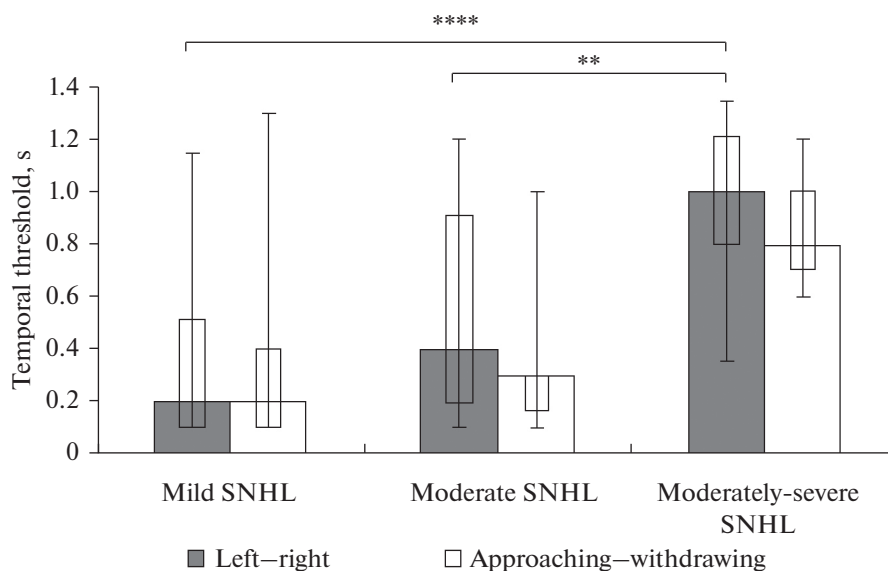 ****
**
Temporal threshold, s
1.4
1.2
1.0
0.8
0.6
0.4
0.2
0
Mild SNHL
Moderate SNHL
Moderately-severe
SNHL
Left–right
Approaching–withdrawing